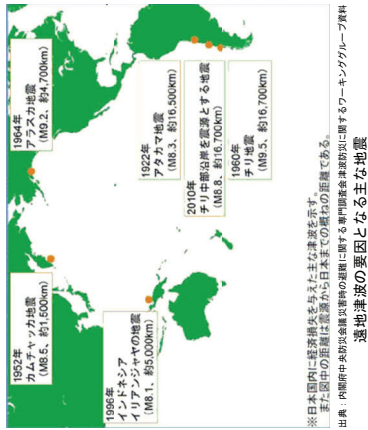 1964年
アラスカ地震
(M9.2、約4,700km)
1952年
カムチャッカ地震
(M8.5、約1,600km)
1922年
アタカマ地震
(M8.3、約16,500km)
2010年
チリ中部沿岸を震源とする地震
(M8.8、約16,700km)
1960年
チリ地震
(M9.5、約16,700km)
1996年
インドネシア
イリアンジャヤの地震
(M8.1、約5,000km)
※日本国内に経済損失を与えた主な津波を示す。
また図中の距離は震源から日本までの概ねの距離である。
出典：内閣府中央防災会議災害時の避難に関する専門調査会津波防災に関するワーキンググループ資料
遠地津波の要因となる主な地震